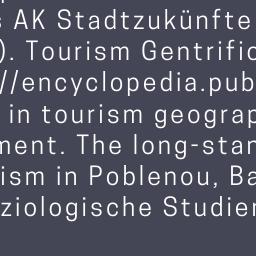 s AK Stadtzukünfte
). Tourism Gentrific
//encyclopedia.pub
in tourism geograp
ment. The long-stan
ism in Poblenou, Ba
ziologische Studien